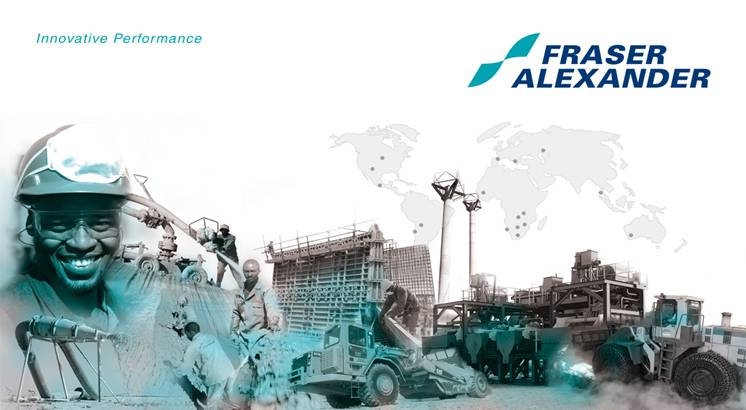 Innovative Performance
FRASER
ALEXANDER